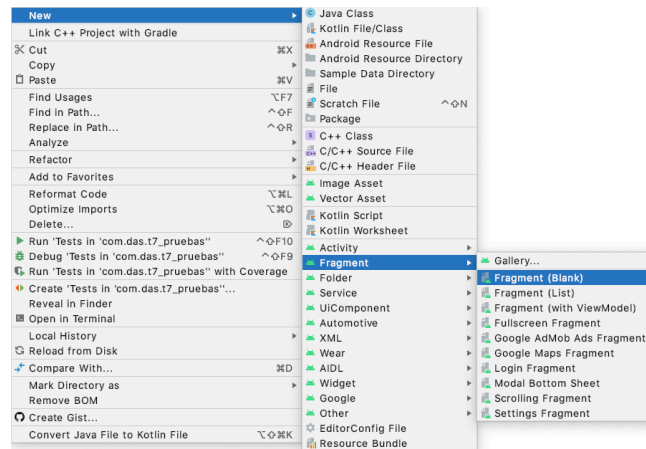 New
Link C++ Project with Gradle
Cut ⌘X
Copy
Paste ⌘V
Find Usages ⌥F7
Find in Path... ^⇧F
Replace in Path... ^⇧R
Analyze
Refactor
Add to Favorites
Reformat Code ⌥⌘L
Optimize Imports ⌥⌘O
Delete... ⌦
Run 'Tests in 'com.das.t7_pruebas'' ^⇧F10
Debug 'Tests in 'com.das.t7_pruebas'' ^⇧F9
Run 'Tests in 'com.das.t7_pruebas'' with Coverage
Create 'Tests in 'com.das.t7_pruebas''...
Reveal in Finder
Open in Terminal
Local History
Reload from Disk
Compare With... ⌘D
Mark Directory as
Remove BOM
Create Gist...
Convert Java File to Kotlin File ⌥⇧⌘K
Java Class
Kotlin File/Class
Android Resource File
Android Resource Directory
Sample Data Directory
File
Scratch File ^⇧N
Package
C++ Class
C/C++ Source File
C/C++ Header File
Image Asset
Vector Asset
Kotlin Script
Kotlin Worksheet
Activity
Fragment
Folder
Service
UiComponent
Automotive
XML
Wear
AIDL
Widget
Google
Other
EditorConfig File
Resource Bundle
Gallery...
Fragment (Blank)
Fragment (List)
Fragment (with ViewModel)
Fullscreen Fragment
Google AdMob Ads Fragment
Google Maps Fragment
Login Fragment
Modal Bottom Sheet
Scrolling Fragment
Settings Fragment